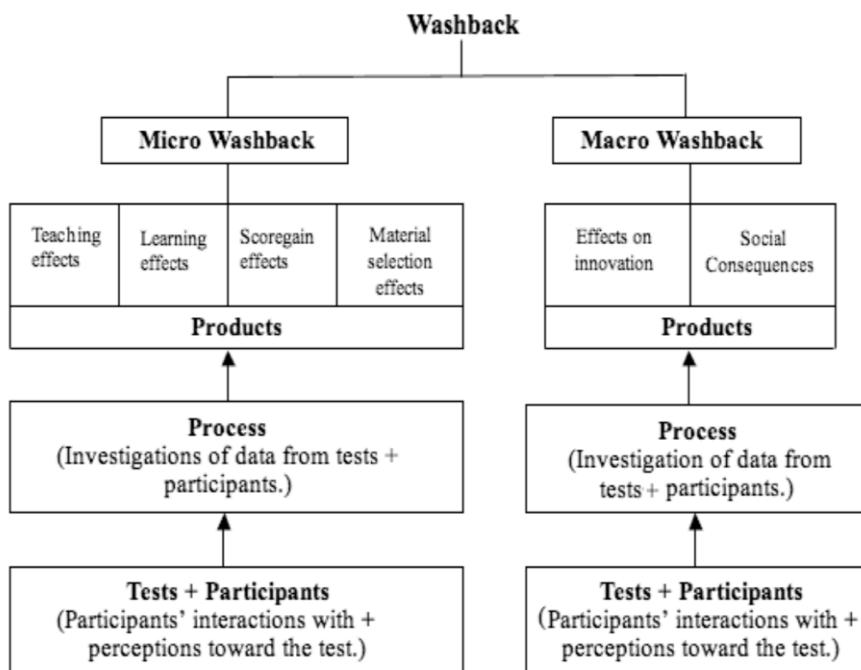 Washback
Micro Washback
Macro Washback
Teaching
effects
Learning
effects
Scoregain
effects
Material
selection
effects
Effects on
innovation
Social
Consequences
Products
Products
Process
(Investigations of data from tests +
participants.)
Process
(Investigation of data from
tests + participants.)
Tests + Participants
(Participants’ interactions with +
perceptions toward the test.)
Tests + Participants
(Participants’ interactions with +
perceptions toward the test.)